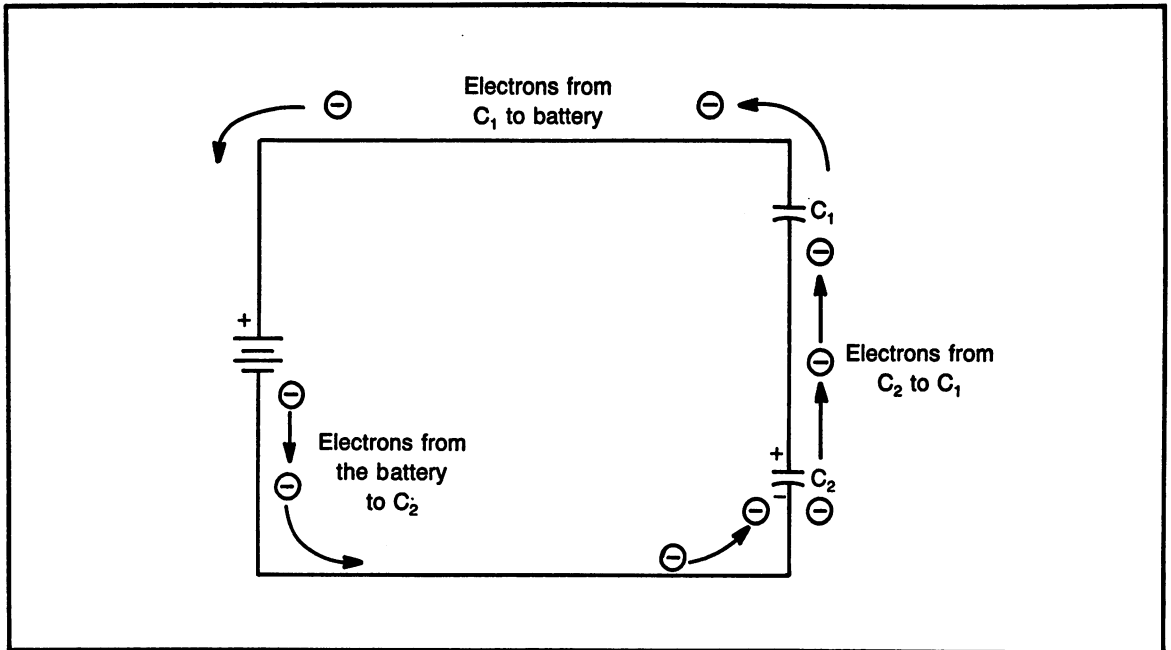 Electrons from
C₁ to battery
C₁
+
Electrons from
C₂ to C₁
Electrons from
the battery
to C₂
+
C₂
−